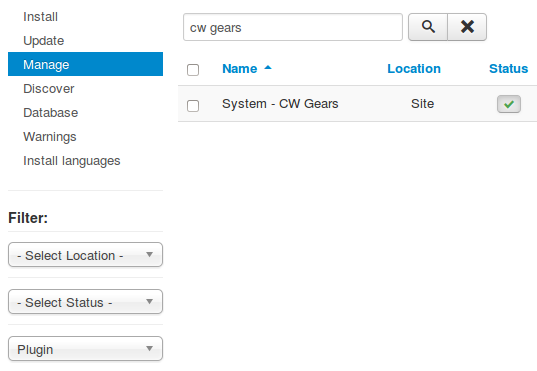 Install
Update
Manage
Discover
Database
Warnings
Install languages
Filter:
- Select Location -
- Select Status -
Plugin
cw gears
Name Location Status
System - CW Gears Site